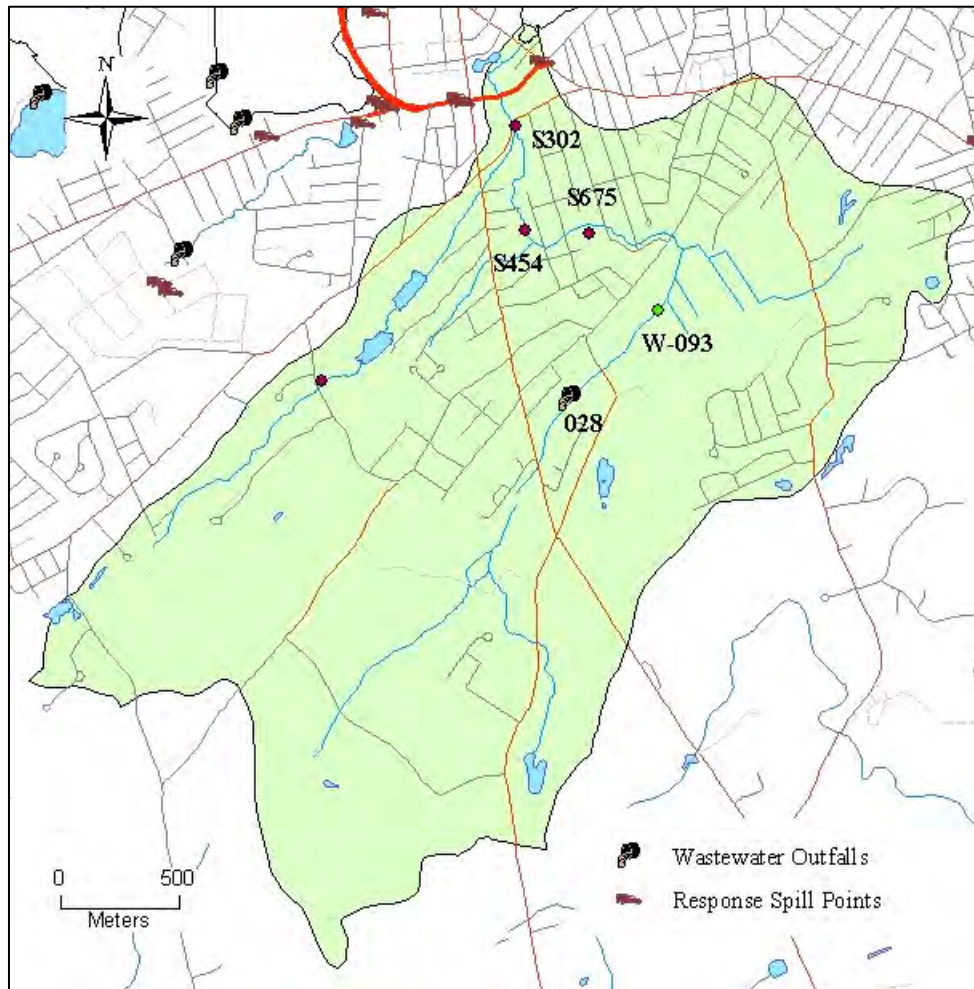 N
S302
S675
S454
W-093
028
Wastewater Outfalls
0 500
Meters
Response Spill Points